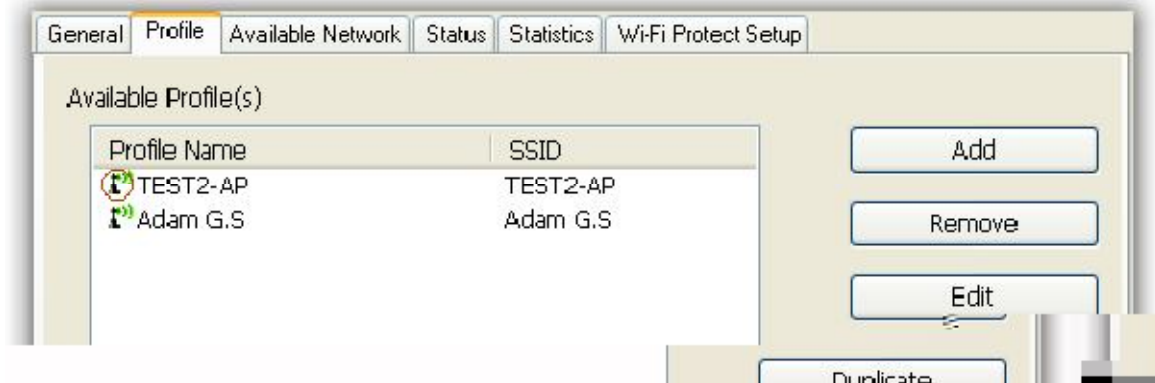 General Profile Available Network Status Statistics Wi-Fi Protect Setup
Available Profile(s)
Profile Name SSID
TEST2-AP TEST2-AP
Adam G.S Adam G.S
Add
Remove
Edit
Duplicate